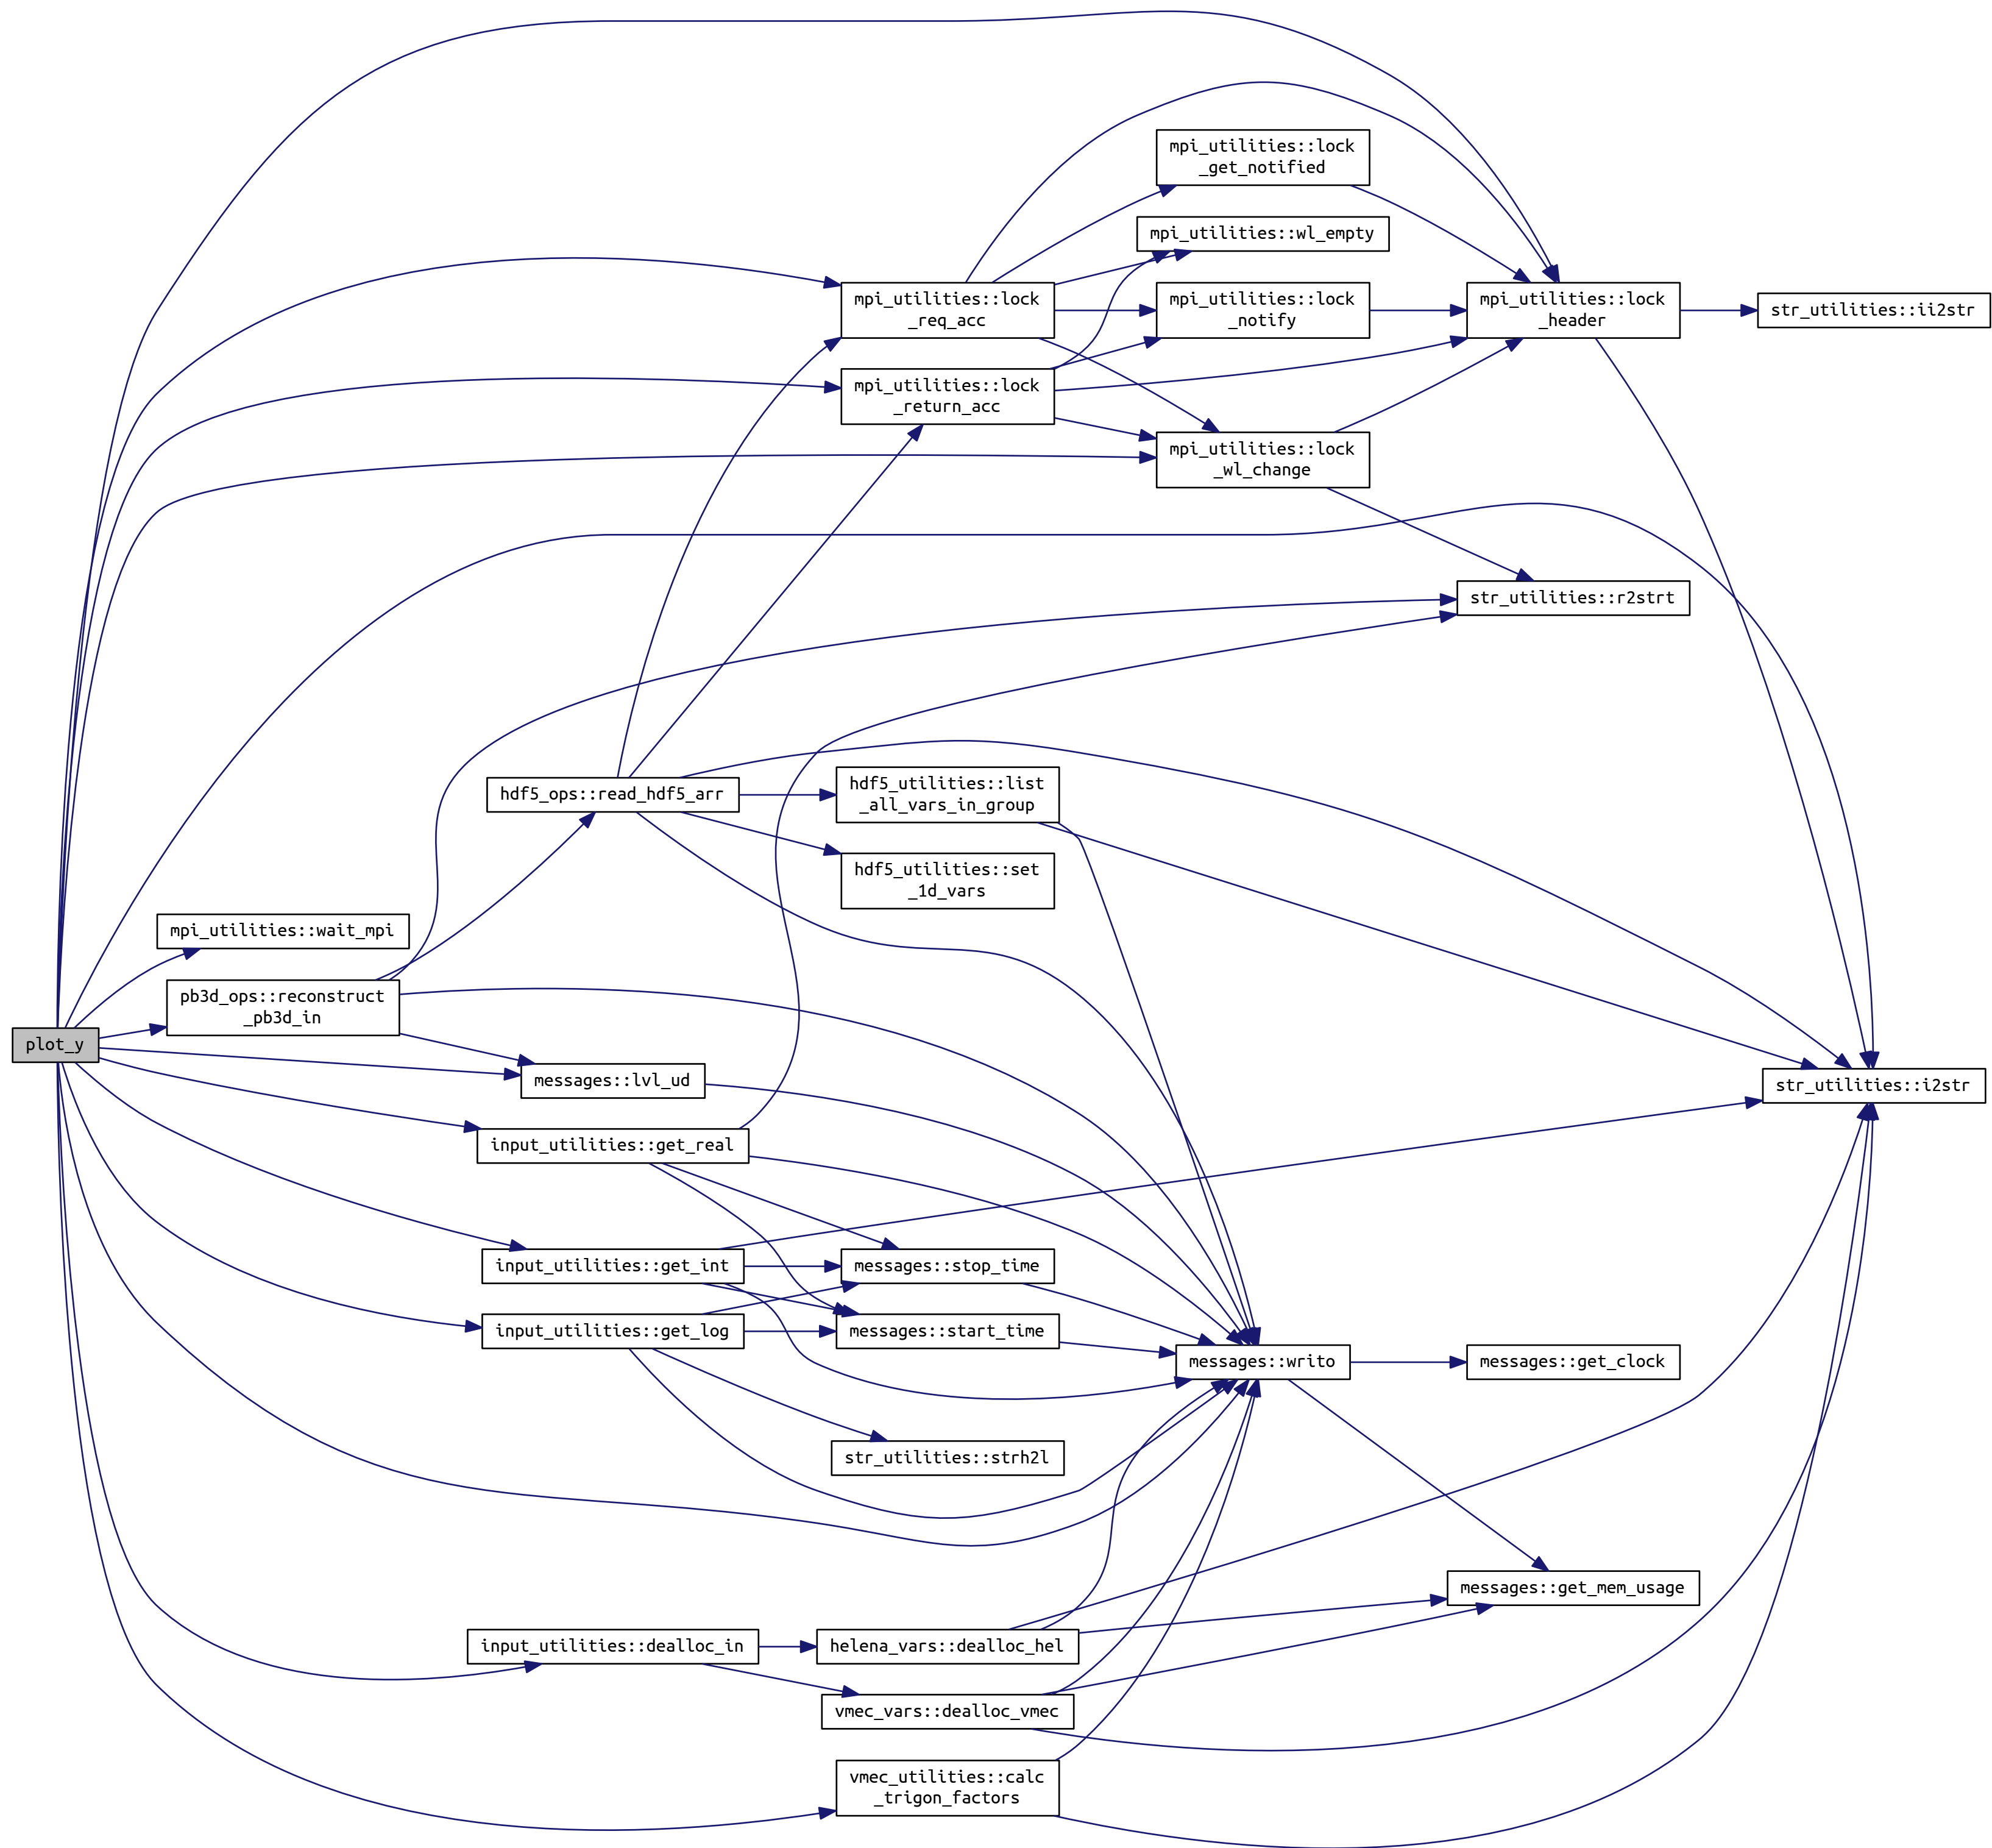 mpi_utilities::lock
_get_notified
mpi_utilities::wl_empty
mpi_utilities::lock
_req_acc
mpi_utilities::lock
_notify
mpi_utilities::lock
_header
str_utilities::ii2str
mpi_utilities::lock
_return_acc
mpi_utilities::lock
_wl_change
str_utilities::r2strt
hdf5_ops::read_hdf5_arr
hdf5_utilities::list
_all_vars_in_group
hdf5_utilities::set
_1d_vars
mpi_utilities::wait_mpi
pb3d_ops::reconstruct
_pb3d_in
plot_y
messages::lvl_ud
str_utilities::i2str
input_utilities::get_real
input_utilities::get_int
messages::stop_time
input_utilities::get_log
messages::start_time
messages::writo
messages::get_clock
str_utilities::strh2l
messages::get_mem_usage
input_utilities::dealloc_in
helena_vars::dealloc_hel
vmec_vars::dealloc_vmec
vmec_utilities::calc
_trigon_factors